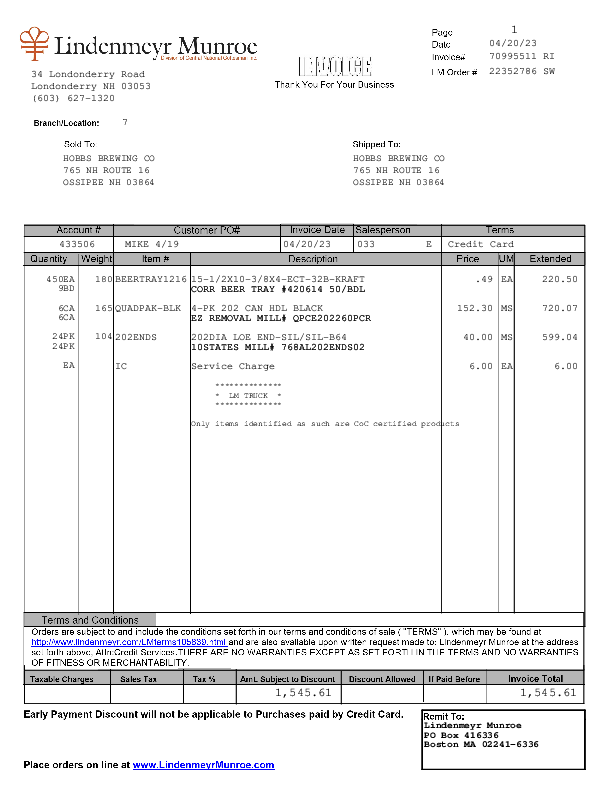 Lindenmeyr Munroe
Division of Central National Gottesman Inc.
34 Londonderry Road
Londonderry NH 03053
(603) 627-1320
INVOICE
Thank You For Your Business
Page 1
Date 04/20/23
Invoice# 70995511 RI
LM Order # 22352786 SW
Branch/Location: 7
Sold To
HOBBS BREWING CO
765 NH ROUTE 16
OSSIPEE NH 03864
Shipped To:
HOBBS BREWING CO
765 NH ROUTE 16
OSSIPEE NH 03864
Account # Customer PO# Invoice Date Salesperson Terms
433506 MIKE 4/19 04/20/23 033 E Credit Card
Quantity Weight Item # Description Price UM Extended
450EA 180 BEERTRAY1216 15-1/2X10-3/8X4-ECT-32B-KRAFT .49 EA 220.50
9BD CORR BEER TRAY #420614 50/BDL
6CA 165 QUADPAK-BLK 4-PK 202 CAN HDL BLACK 152.30 MS 720.07
6CA EZ REMOVAL MILL# QPCE202260PCR
24PK 104 202ENDS 202DIA LOE END-SIL/SIL-B64 40.00 MS 599.04
24PK 10STATES MILL# 768AL202ENDS02
EA IC Service Charge 6.00 EA 6.00
**************
* LM TRUCK *
**************
Only items identified as such are CoC certified products
Terms and Conditions
Orders are subject to and include the conditions set forth in our terms and conditions of sale ( "TERMS" ), which may be found at
http://www.lindenmeyr.com/LMterms105839.html and are also available upon written request made to: Lindenmeyr Munroe at the address
set forth above, Attn:Credit Services.THERE ARE NO WARRANTIES EXCEPT AS SET FORTH IN THE TERMS AND NO WARRANTIES
OF FITNESS OR MERCHANTABILITY.
Taxable Charges Sales Tax Tax % Amt. Subject to Discount Discount Allowed If Paid Before Invoice Total
1,545.61 1,545.61
Early Payment Discount will not be applicable to Purchases paid by Credit Card.
Remit To:
Lindenmeyr Munroe
PO Box 416336
Boston MA 02241-6336
Place orders on line at www.LindenmeyrMunroe.com